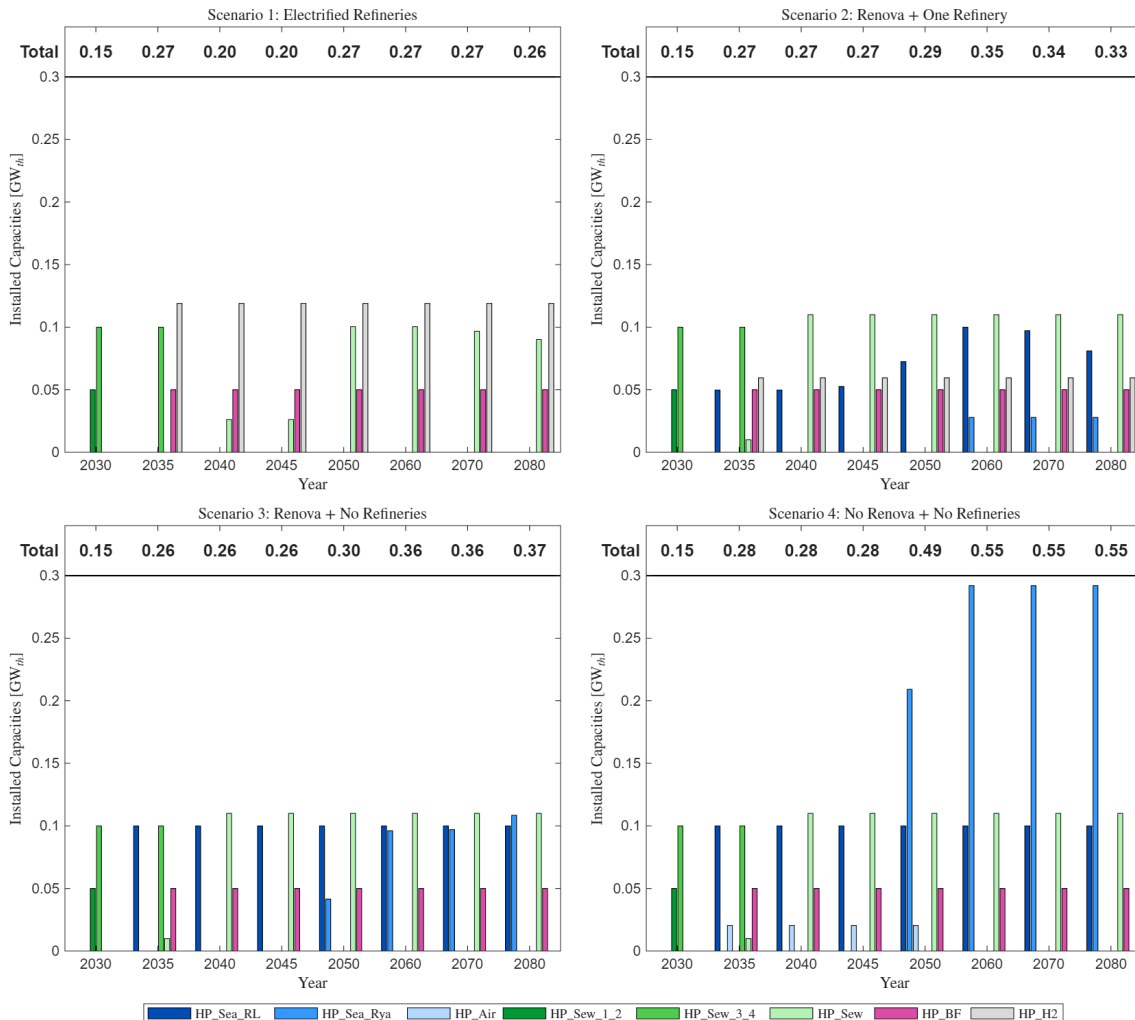 Scenario 1: Electrified Refineries
Total 0.15 0.27 0.20 0.20 0.27 0.27 0.27 0.26
0.3
0.25
0.2
0.15
0.1
0.05
0
Installed Capacities [GWth]
2030 2035 2040 2045 2050 2060 2070 2080
Year
Scenario 2: Renova + One Refinery
Total 0.15 0.27 0.27 0.27 0.29 0.35 0.34 0.33
0.3
0.25
0.2
0.15
0.1
0.05
0
Installed Capacities [GWth]
2030 2035 2040 2045 2050 2060 2070 2080
Year
Scenario 3: Renova + No Refineries
Total 0.15 0.26 0.26 0.26 0.30 0.36 0.36 0.37
0.3
0.25
0.2
0.15
0.1
0.05
0
Installed Capacities [GWth]
2030 2035 2040 2045 2050 2060 2070 2080
Year
Scenario 4: No Renova + No Refineries
Total 0.15 0.28 0.28 0.28 0.49 0.55 0.55 0.55
0.3
0.25
0.2
0.15
0.1
0.05
0
Installed Capacities [GWth]
2030 2035 2040 2045 2050 2060 2070 2080
Year
HP_Sea_RL HP_Sea_Rya HP_Air HP_Sew_1_2 HP_Sew_3_4 HP_Sew HP_BF HP_H2